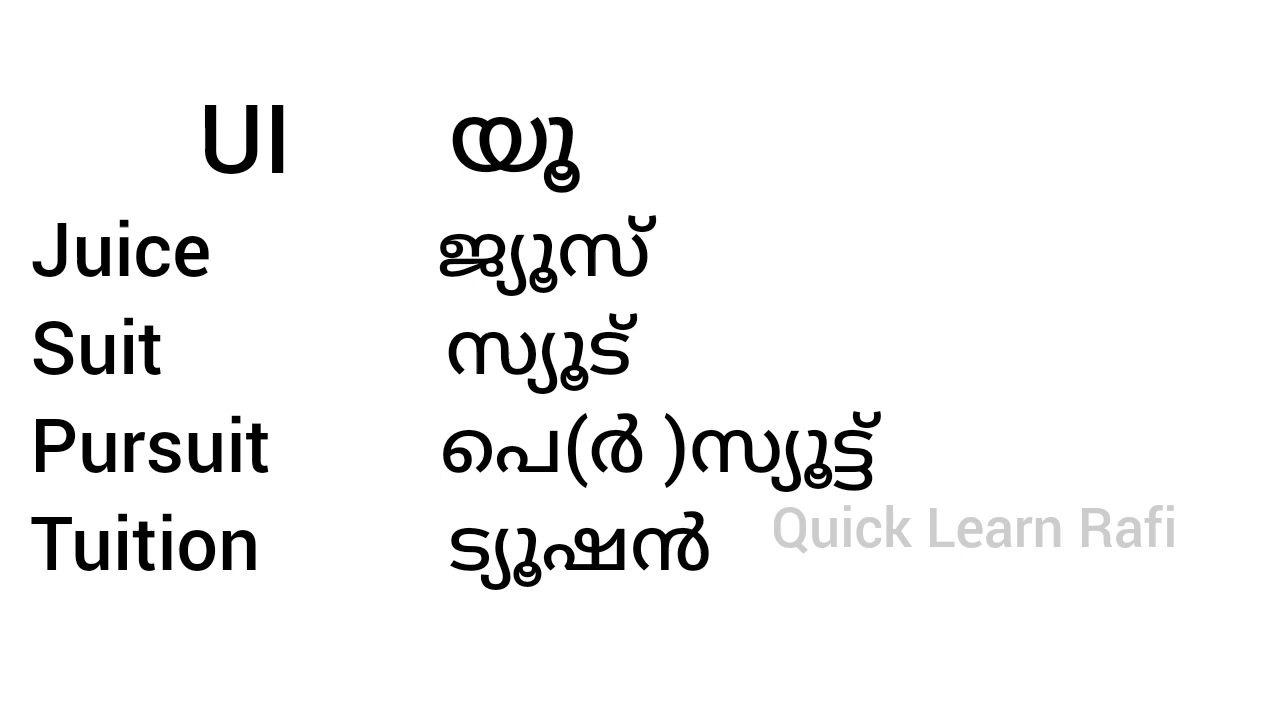 UI യൂ
Juice ജ്യൂസ്
Suit സ്യൂട്
Pursuit പെ(ർ )സ്യൂട്ട്
Tuition ട്യൂഷൻ
Quick Learn Rafi